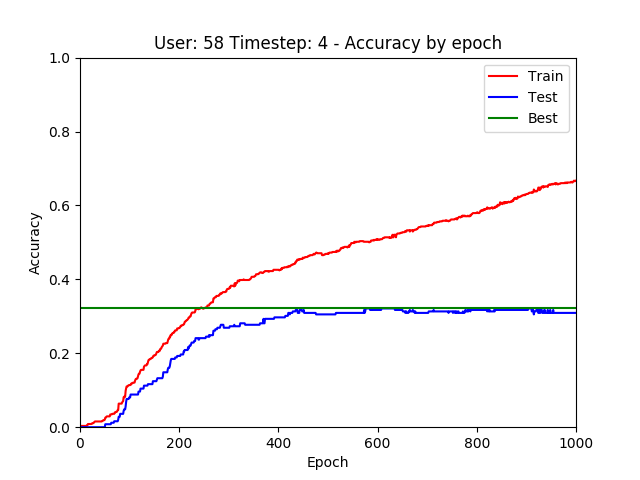 User: 58 Timestep: 4 - Accuracy by epoch
1.0
0.8
0.6
0.4
0.2
0.0
Accuracy
Train
Test
Best
0 200 400 600 800 1000
Epoch